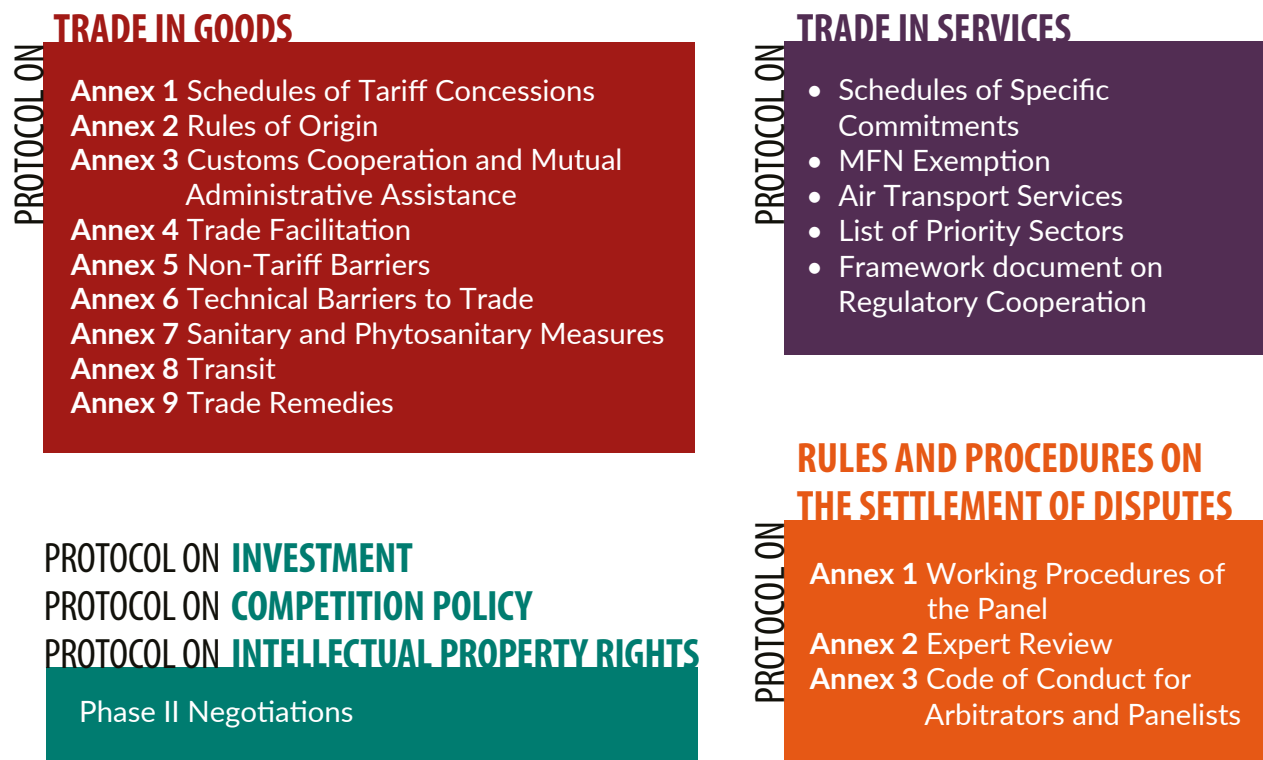 PROTOCOL ON
TRADE IN GOODS
Annex 1 Schedules of Tariff Concessions
Annex 2 Rules of Origin
Annex 3 Customs Cooperation and Mutual
Administrative Assistance
Annex 4 Trade Facilitation
Annex 5 Non-Tariff Barriers
Annex 6 Technical Barriers to Trade
Annex 7 Sanitary and Phytosanitary Measures
Annex 8 Transit
Annex 9 Trade Remedies
PROTOCOL ON
TRADE IN SERVICES
• Schedules of Specific
Commitments
• MFN Exemption
• Air Transport Services
• List of Priority Sectors
• Framework document on
Regulatory Cooperation
PROTOCOL ON INVESTMENT
PROTOCOL ON COMPETITION POLICY
PROTOCOL ON INTELLECTUAL PROPERTY RIGHTS
Phase II Negotiations
PROTOCOL ON
RULES AND PROCEDURES ON
THE SETTLEMENT OF DISPUTES
Annex 1 Working Procedures of
the Panel
Annex 2 Expert Review
Annex 3 Code of Conduct for
Arbitrators and Panelists